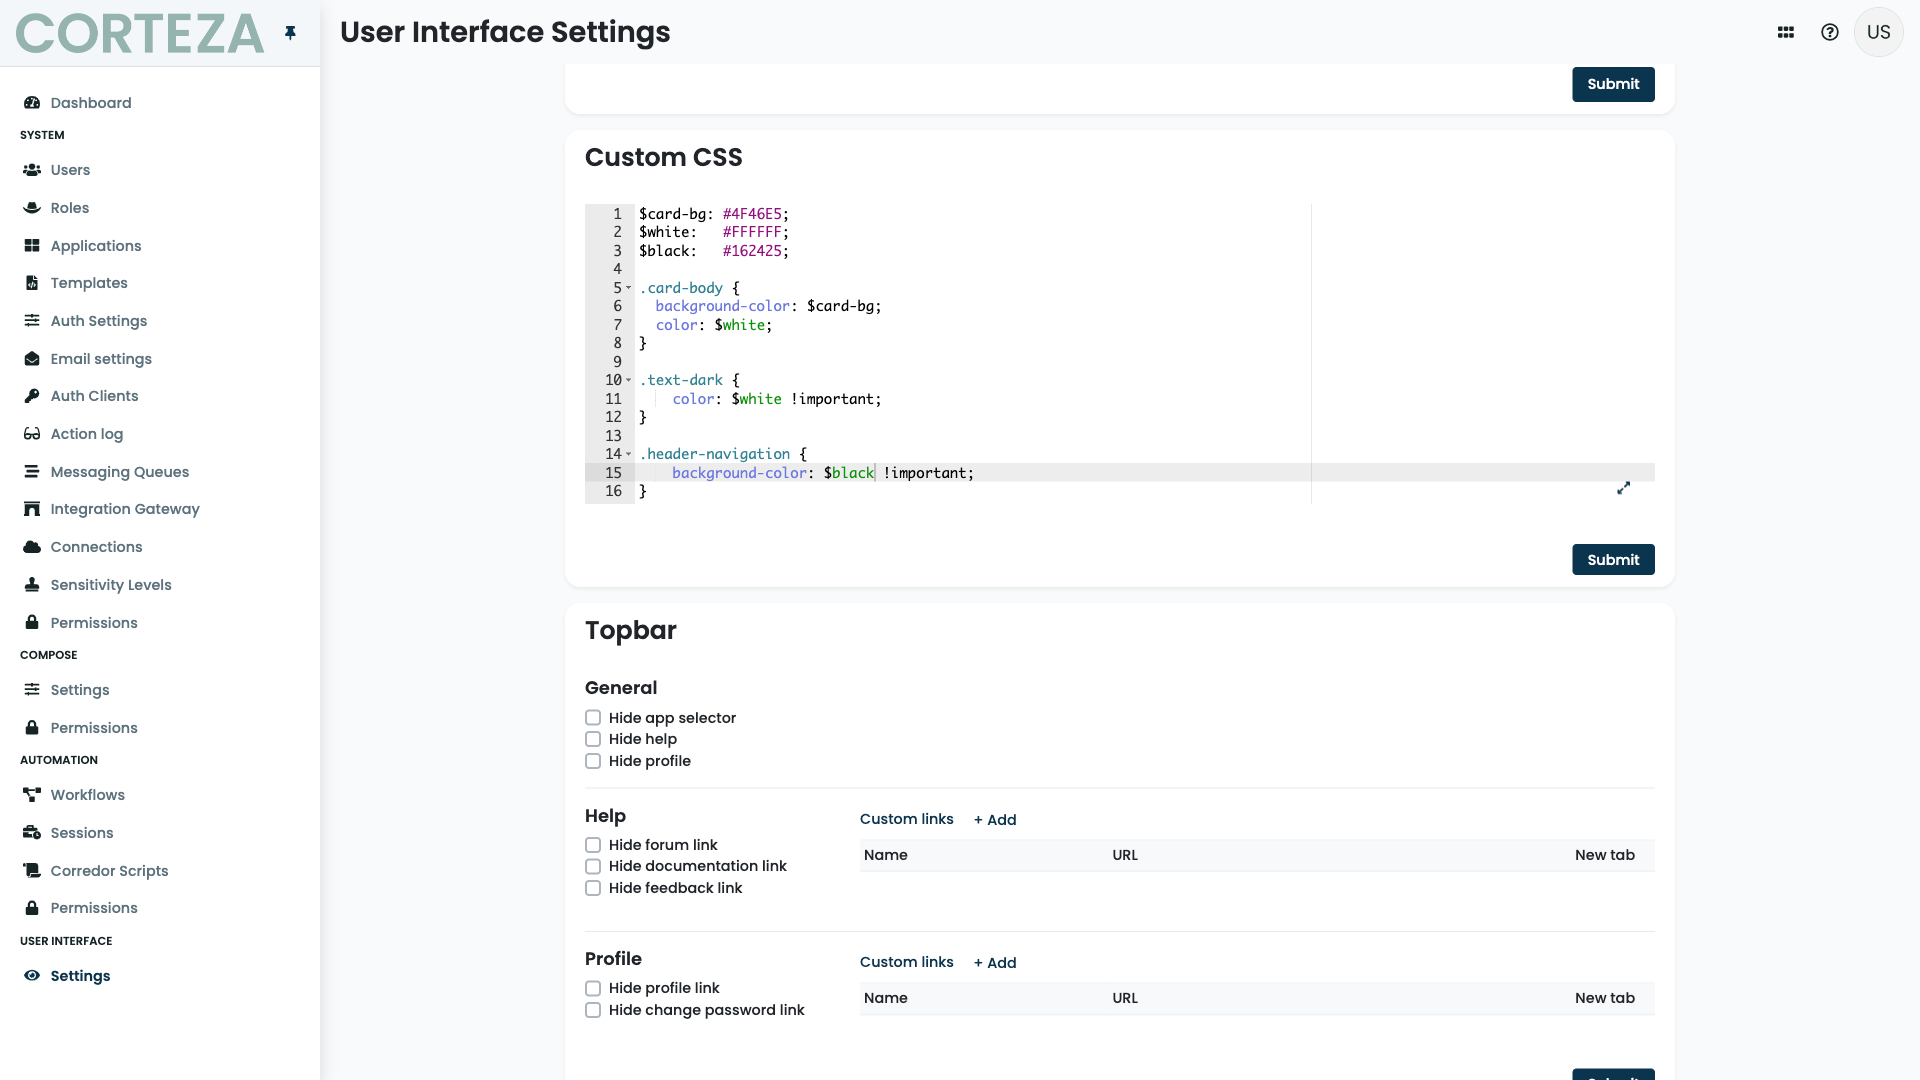 CORTEZA
User Interface Settings
US
Dashboard
SYSTEM
Users
Roles
Applications
Templates
Auth Settings
Email settings
Auth Clients
Action log
Messaging Queues
Integration Gateway
Connections
Sensitivity Levels
Permissions
COMPOSE
Settings
Permissions
AUTOMATION
Workflows
Sessions
Corredor Scripts
Permissions
USER INTERFACE
Settings
Submit
Custom CSS
1 $card-bg: #4F46E5;
2 $white:   #FFFFFF;
3 $black:   #162425;
4
5 .card-body {
6   background-color: $card-bg;
7   color: $white;
8 }
9
10 .text-dark {
11     color: $white !important;
12 }
13
14 .header-navigation {
15     background-color: $black !important;
16 }
Submit
Topbar
General
Hide app selector
Hide help
Hide profile
Help
Hide forum link
Hide documentation link
Hide feedback link
Custom links + Add
Name URL New tab
Profile
Hide profile link
Hide change password link
Custom links + Add
Name URL New tab